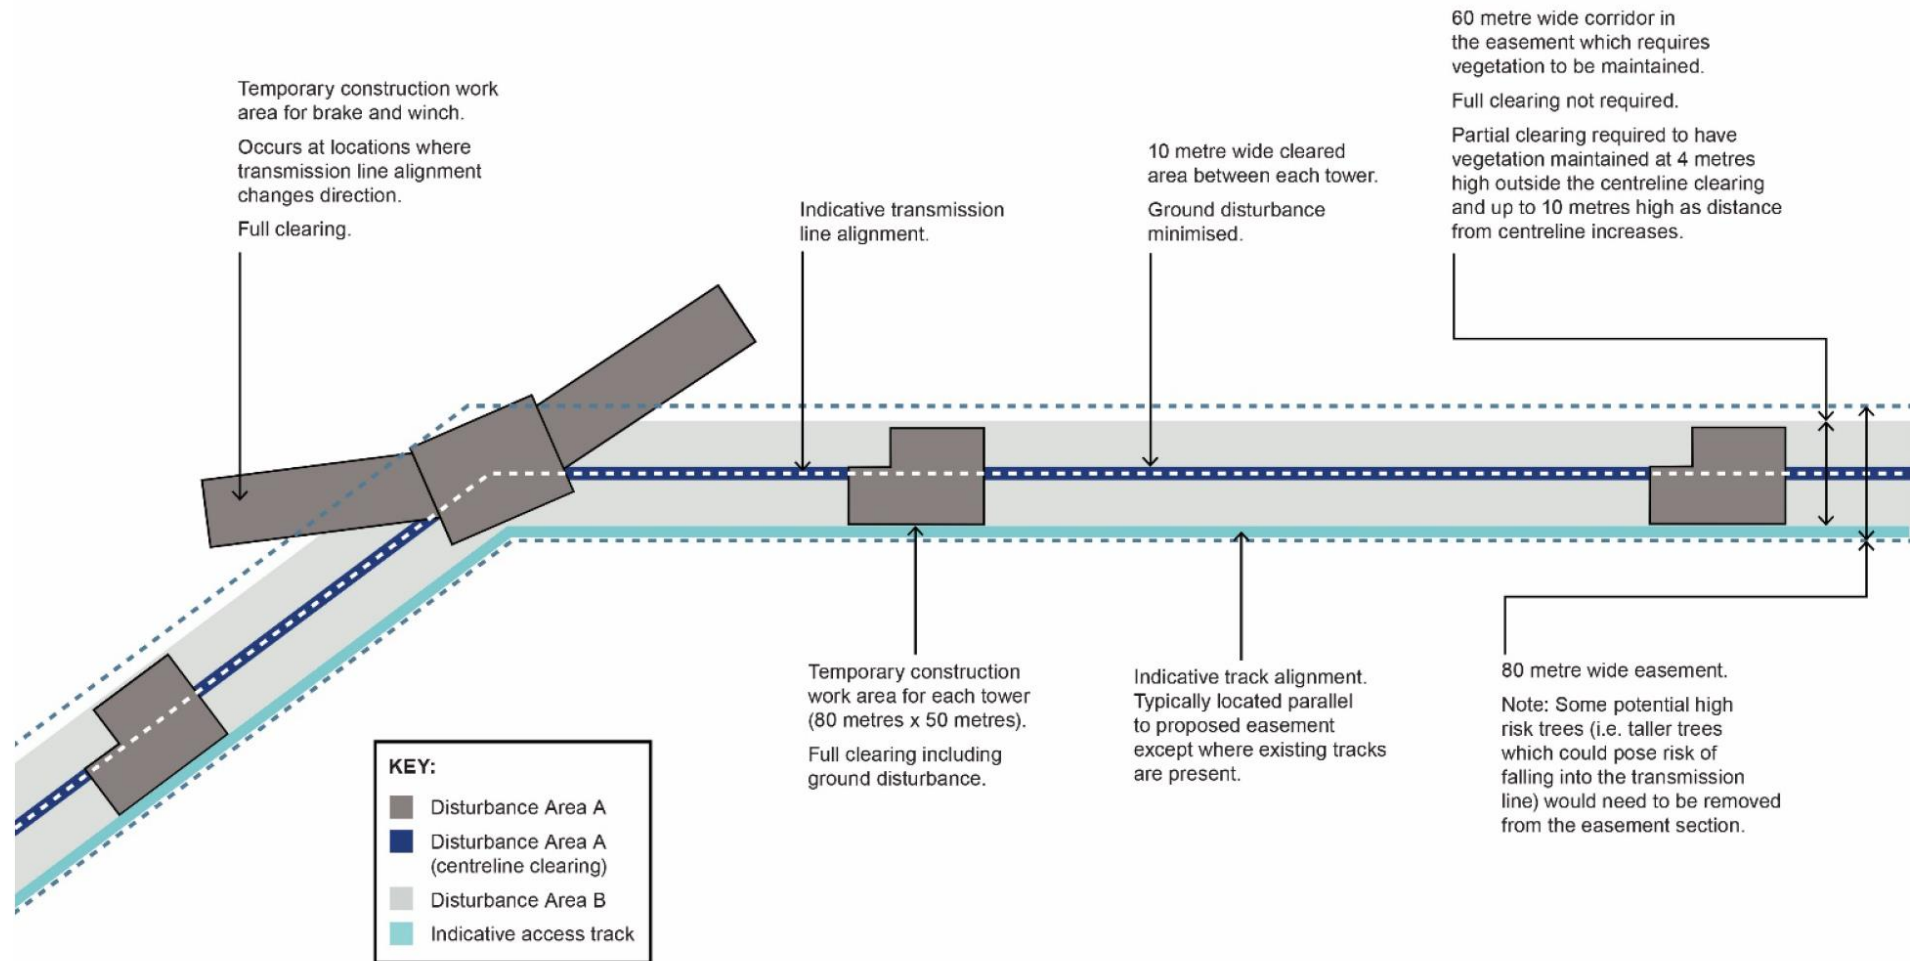 Temporary construction work
area for brake and winch.
Occurs at locations where
transmission line alignment
changes direction.
Full clearing.
Indicative transmission
line alignment.
10 metre wide cleared
area between each tower.
Ground disturbance
minimised.
60 metre wide corridor in
the easement which requires
vegetation to be maintained.
Full clearing not required.
Partial clearing required to have
vegetation maintained at 4 metres
high outside the centreline clearing
and up to 10 metres high as distance
from centreline increases.
Temporary construction
work area for each tower
(80 metres x 50 metres).
Full clearing including
ground disturbance.
Indicative track alignment.
Typically located parallel
to proposed easement
except where existing tracks
are present.
80 metre wide easement.
Note: Some potential high
risk trees (i.e. taller trees
which could pose risk of
falling into the transmission
line) would need to be removed
from the easement section.
KEY:
Disturbance Area A
Disturbance Area A
(centreline clearing)
Disturbance Area B
Indicative access track